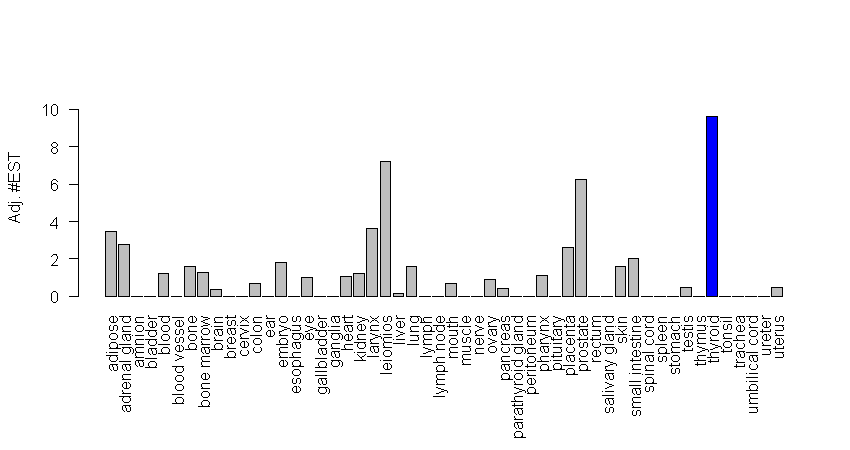 Adj. #EST
10
8
6
4
2
0
adipose
adrenal gland
amnion
bladder
blood
blood vessel
bone
bone marrow
brain
breast
cervix
colon
ear
embryo
esophagus
eye
gallbladder
ganglia
heart
kidney
larynx
leiomios
liver
lung
lymph
lymph node
mouth
muscle
nerve
ovary
pancreas
parathyroid gland
peritoneum
pharynx
pituitary
placenta
prostate
rectum
salivary gland
skin
small intestine
spinal cord
spleen
stomach
testis
thymus
thyroid
tonsil
trachea
umbilical cord
ureter
uterus